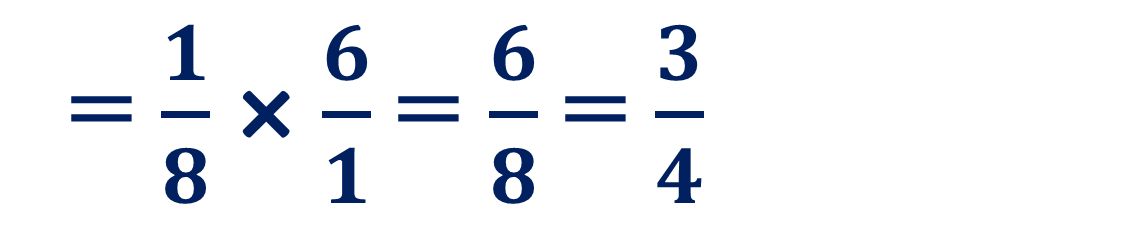 = 1/8 × 6/1 = 6/8 = 3/4